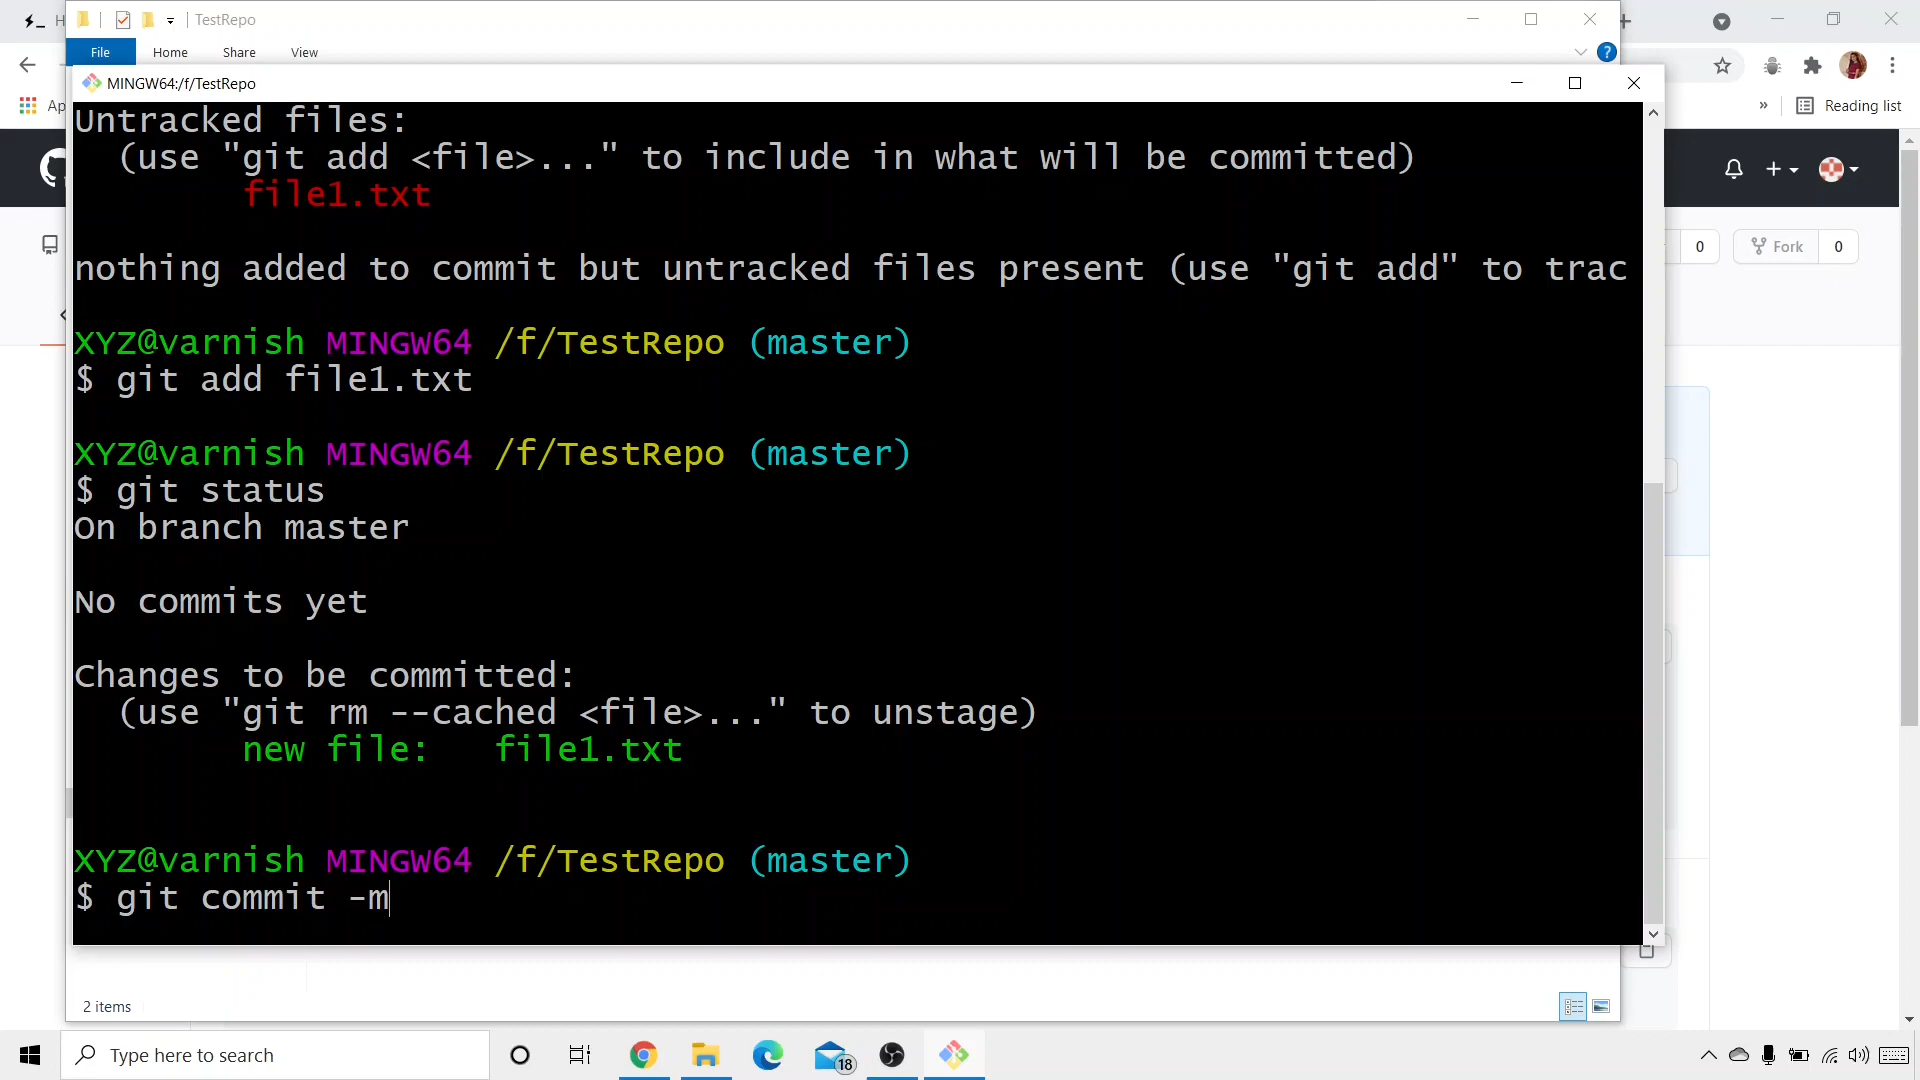 TestRepo
File Home Share View
MINGW64:/f/TestRepo
Reading list
Untracked files:
(use "git add <file>..." to include in what will be committed)
file1.txt
nothing added to commit but untracked files present (use "git add" to trac
XYZ@varnish MINGW64 /f/TestRepo (master)
$ git add file1.txt
XYZ@varnish MINGW64 /f/TestRepo (master)
$ git status
On branch master
No commits yet
Changes to be committed:
(use "git rm --cached <file>..." to unstage)
new file: file1.txt
XYZ@varnish MINGW64 /f/TestRepo (master)
$ git commit -m
0 Fork 0
2 items
Type here to search
18